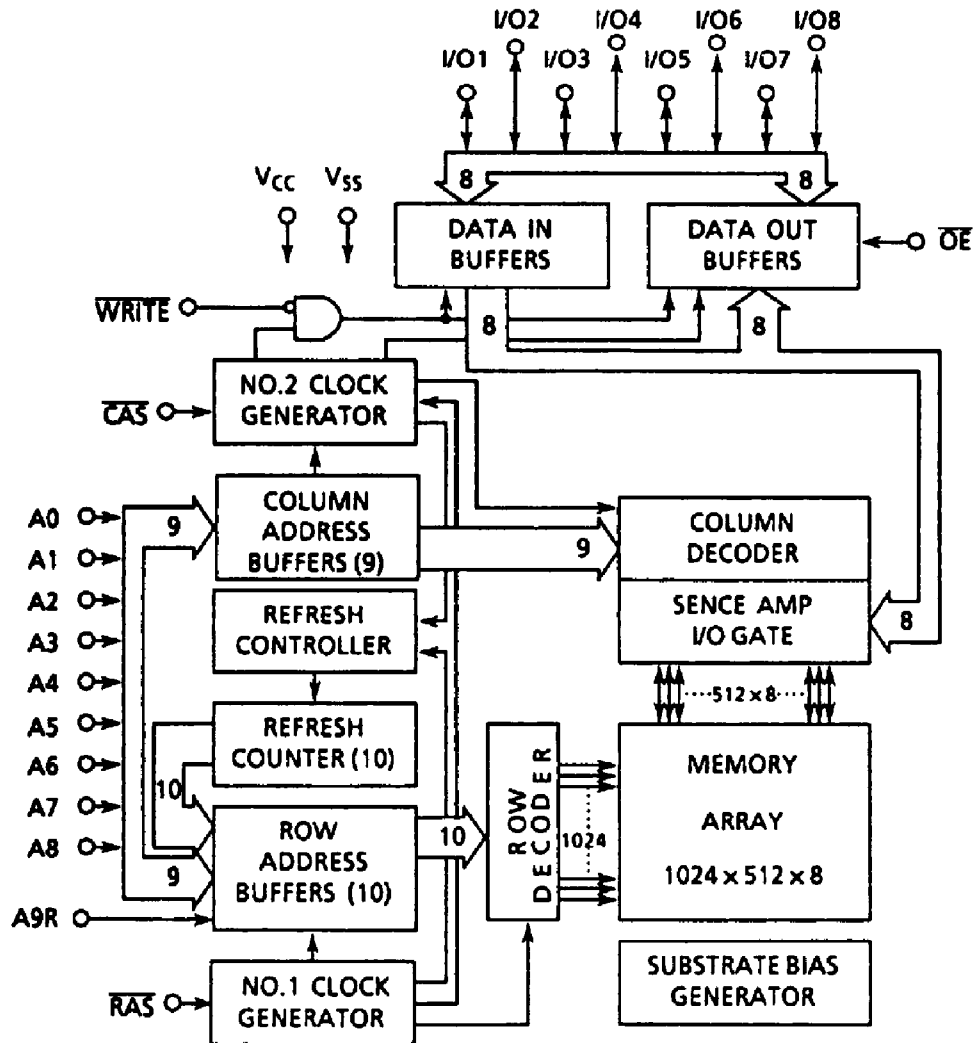 I/O2 I/O4 I/O6 I/O8
I/O1 I/O3 I/O5 I/O7
8 8
VCC VSS
DATA IN
BUFFERS
DATA OUT
BUFFERS
OE
WRITE
8 8
NO.2 CLOCK
GENERATOR
CAS
A0
A1
A2
A3
A4
A5
A6
A7
A8
A9R
9
COLUMN
ADDRESS
BUFFERS (9)
9
COLUMN
DECODER
SENCE AMP
I/O GATE
8
REFRESH
CONTROLLER
512 x 8
REFRESH
COUNTER (10)
10
ROW
ADDRESS
BUFFERS (10)
9
10
ROW
DECODER
1024
MEMORY
ARRAY
1024 x 512 x 8
RAS
NO.1 CLOCK
GENERATOR
SUBSTRATE BIAS
GENERATOR